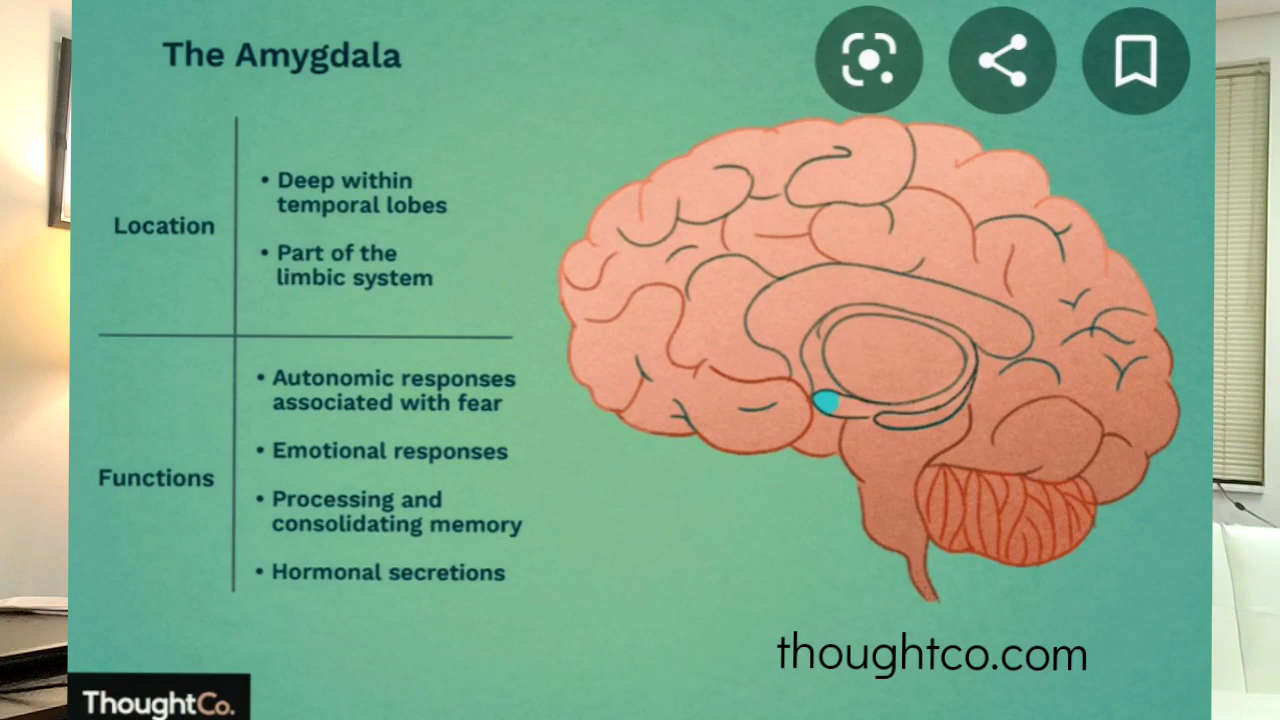 The Amygdala
Location
• Deep within
temporal lobes
• Part of the
limbic system
Functions
• Autonomic responses
associated with fear
• Emotional responses
• Processing and
consolidating memory
• Hormonal secretions
thoughtco.com
ThoughtCo.